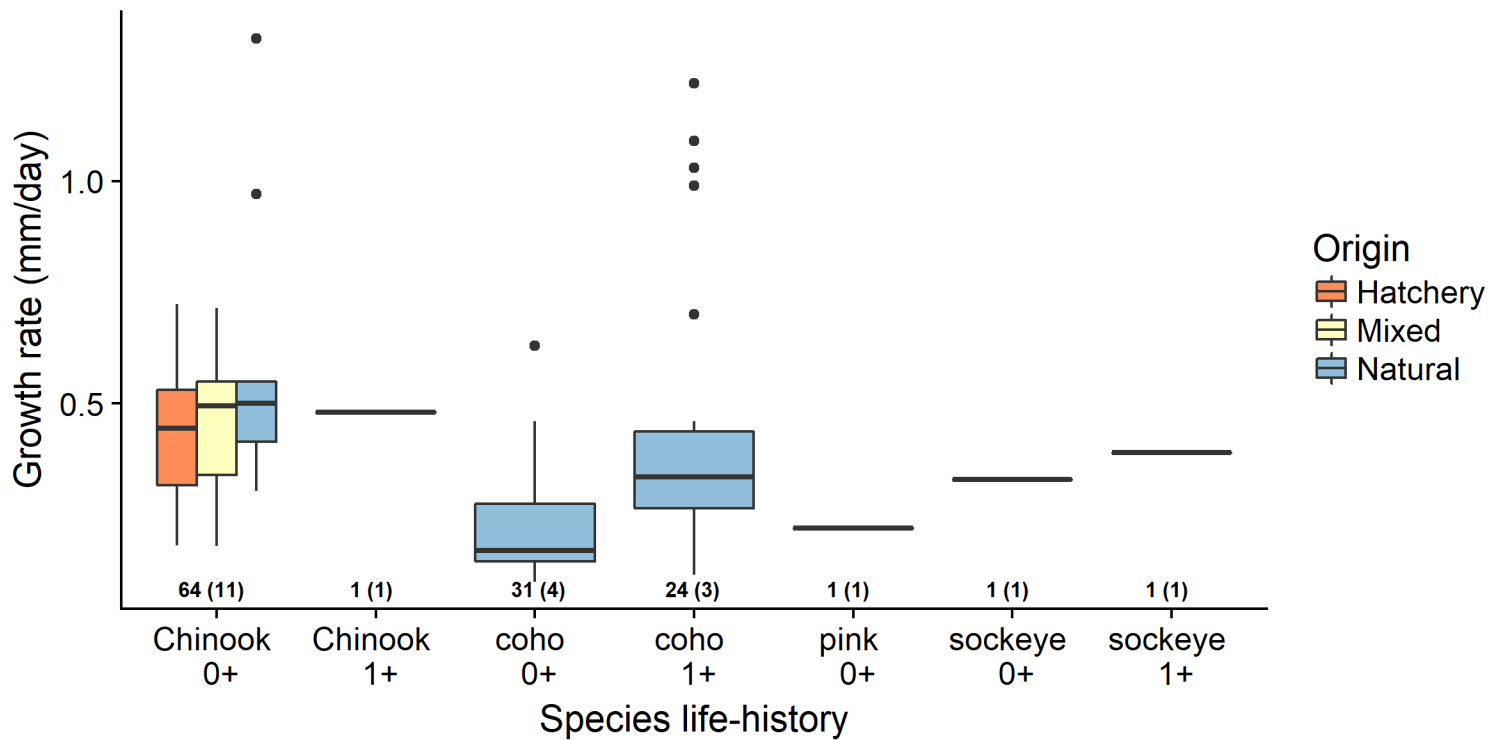 Growth rate (mm/day)
1.0
0.5
64 (11)
1 (1)
31 (4)
24 (3)
1 (1)
1 (1)
1 (1)
Chinook
0+
Chinook
1+
coho
0+
coho
1+
pink
0+
sockeye
0+
sockeye
1+
Species life-history
Origin
Hatchery
Mixed
Natural